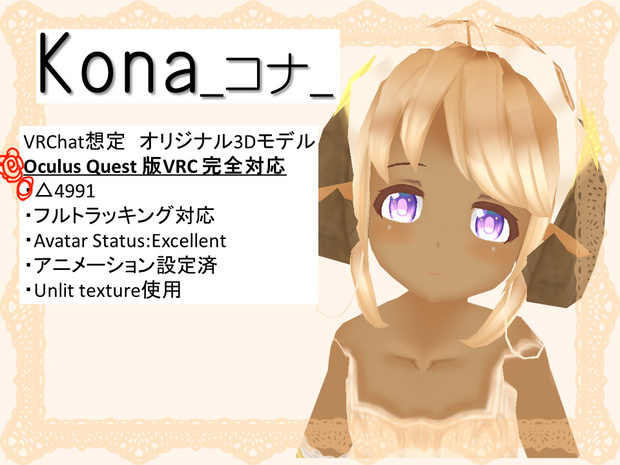 Kona_コナ_
VRChat想定　オリジナル3Dモデル
Oculus Quest 版VRC 完全対応
・△4991
・フルトラッキング対応
・Avatar Status:Excellent
・アニメーション設定済
・Unlit texture使用